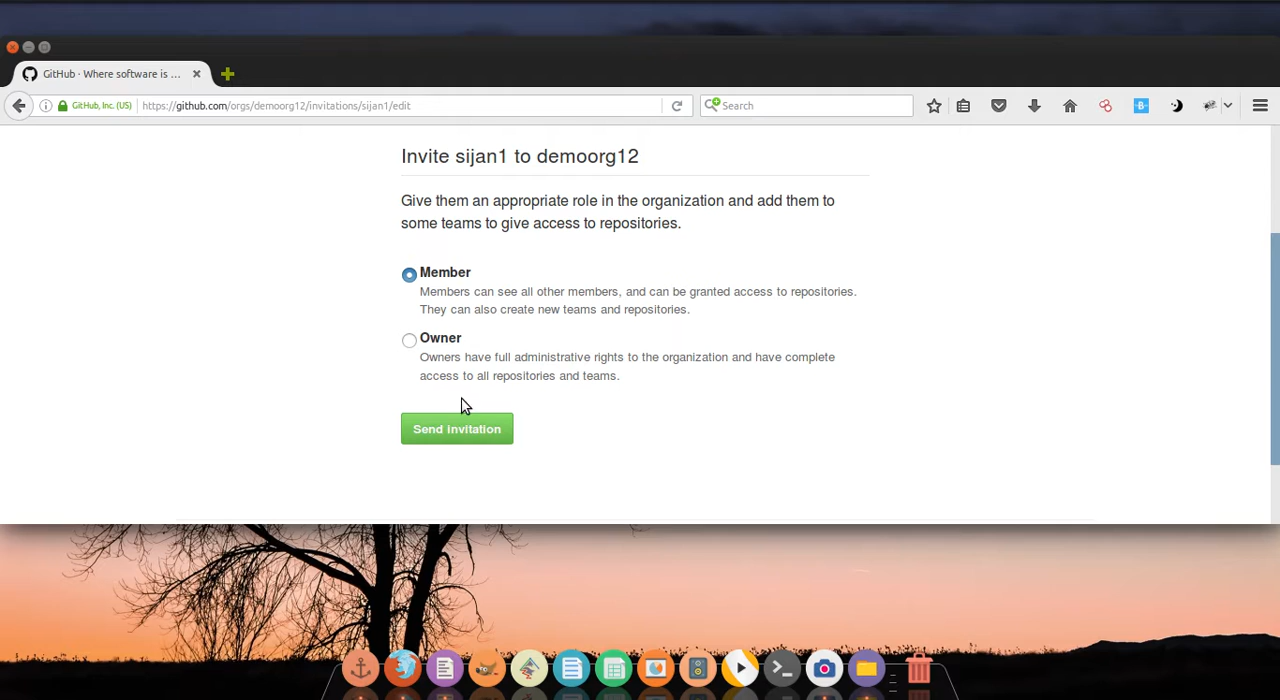 GitHub · Where software is ...
GitHub, Inc. (US)
https://github.com/orgs/demoorg12/invitations/sijan1/edit
Search
Invite sijan1 to demoorg12
Give them an appropriate role in the organization and add them to
some teams to give access to repositories.
Member
Members can see all other members, and can be granted access to repositories.
They can also create new teams and repositories.
Owner
Owners have full administrative rights to the organization and have complete
access to all repositories and teams.
Send invitation